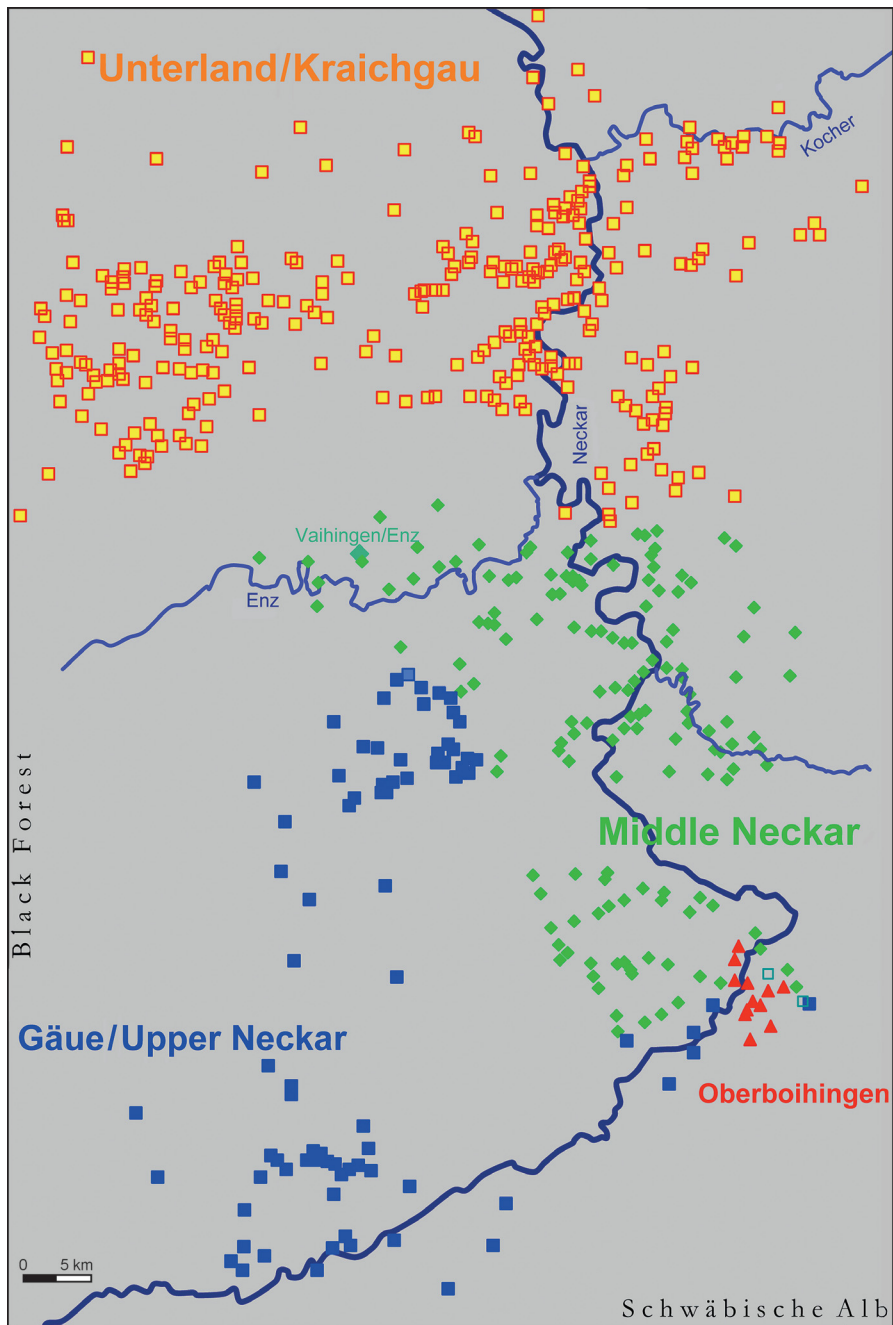 Unterland/Kraichgau
Kocher
Neckar
Vaihingen/Enz
Enz
Black Forest
Middle Neckar
Gäue/Upper Neckar
Oberboihingen
0 5 km
Schwäbische Alb